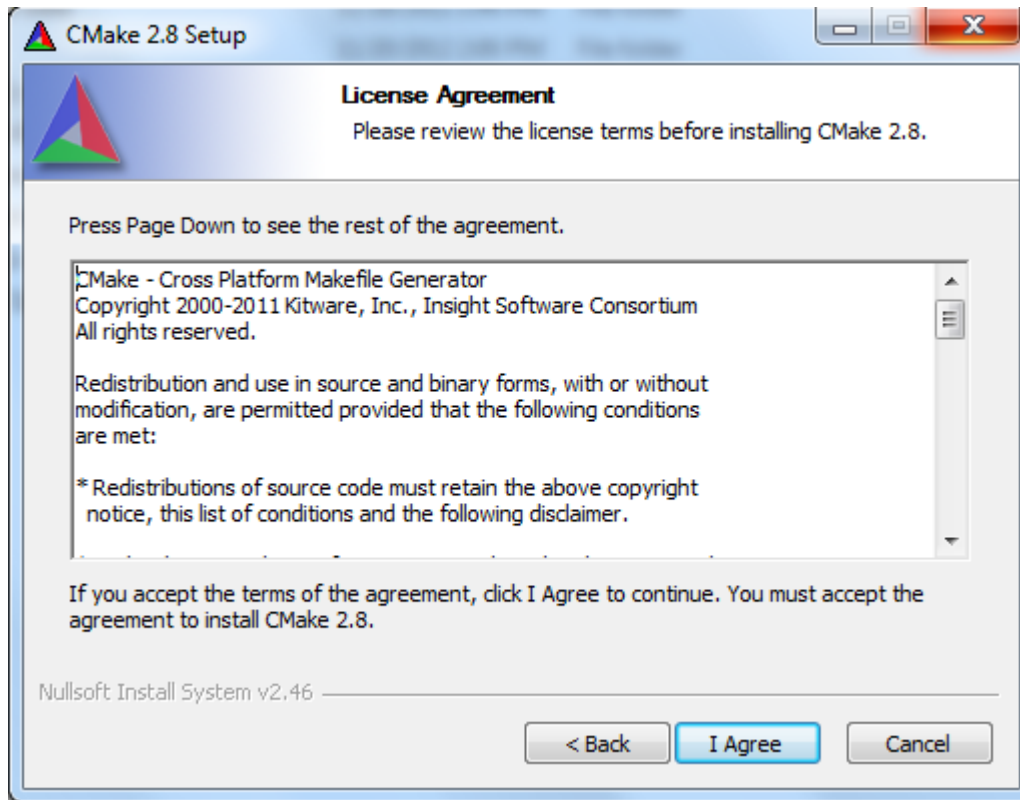 CMake 2.8 Setup
License Agreement
Please review the license terms before installing CMake 2.8.
Press Page Down to see the rest of the agreement.
CMake - Cross Platform Makefile Generator
Copyright 2000-2011 Kitware, Inc., Insight Software Consortium
All rights reserved.
Redistribution and use in source and binary forms, with or without
modification, are permitted provided that the following conditions
are met:
* Redistributions of source code must retain the above copyright
notice, this list of conditions and the following disclaimer.
If you accept the terms of the agreement, click I Agree to continue. You must accept the
agreement to install CMake 2.8.
Nullsoft Install System v2.46
< Back
I Agree
Cancel